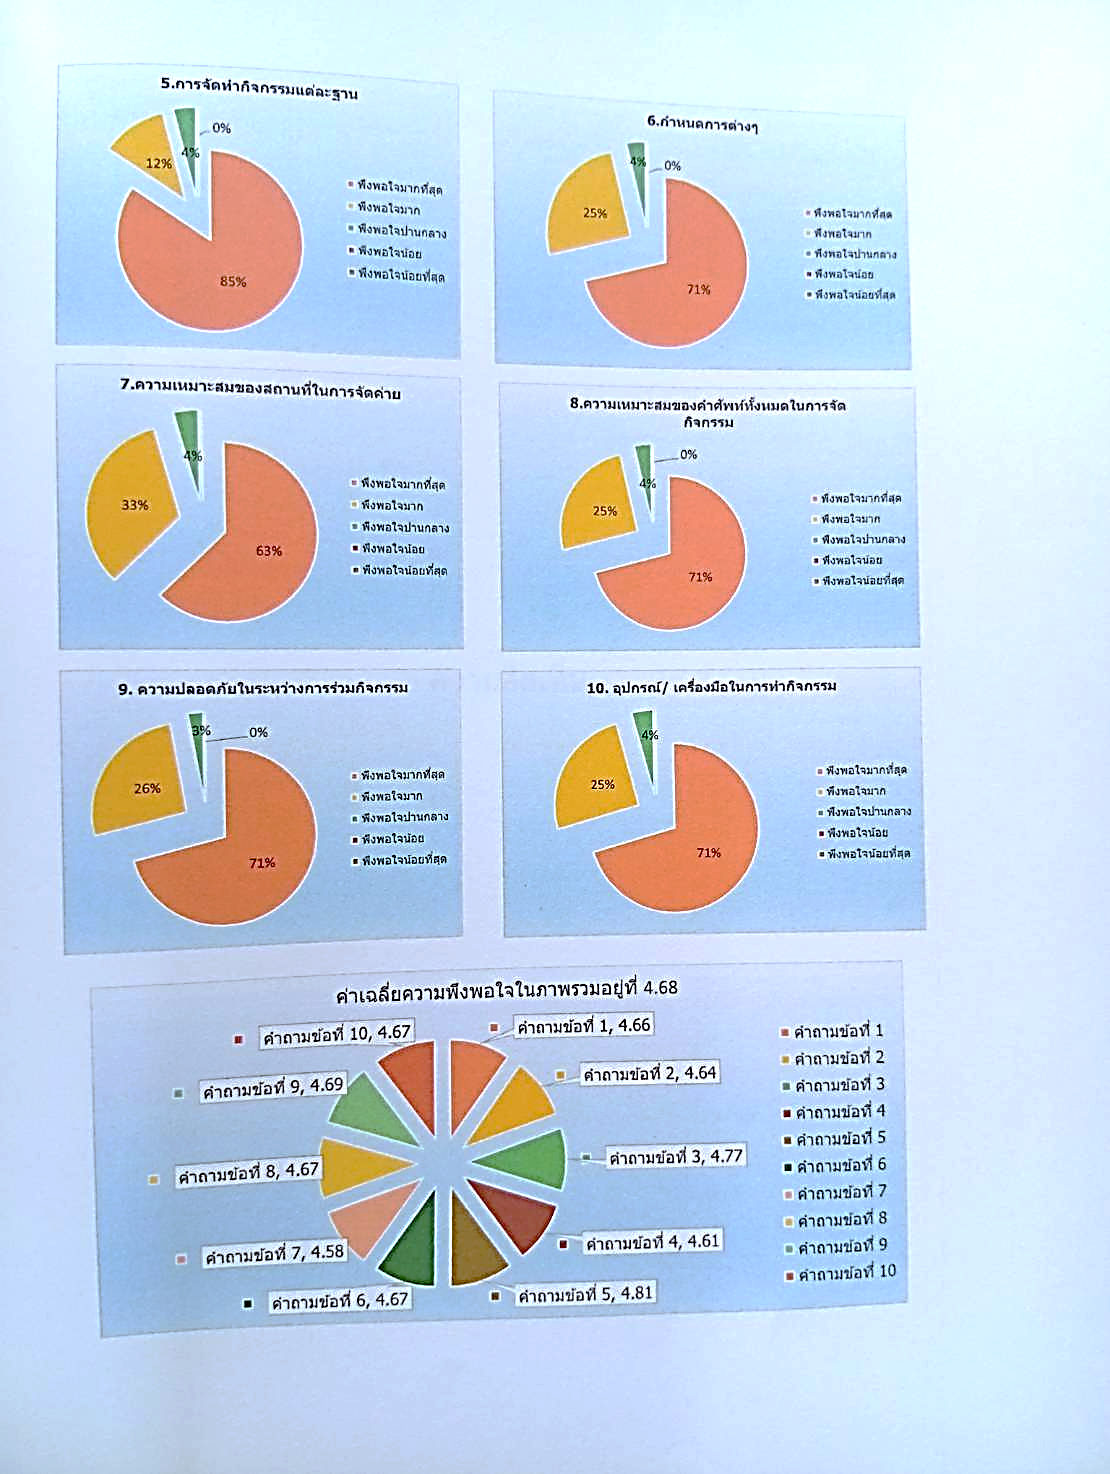 5.การจัดทำกิจกรรมแต่ละฐาน
0%
4%
12%
85%
พึงพอใจมากที่สุด
พึงพอใจมาก
พึงพอใจปานกลาง
พึงพอใจน้อย
พึงพอใจน้อยที่สุด
6.กำหนดการต่างๆ
4%
0%
25%
71%
พึงพอใจมากที่สุด
พึงพอใจมาก
พึงพอใจปานกลาง
พึงพอใจน้อย
พึงพอใจน้อยที่สุด
7.ความเหมาะสมของสถานที่ในการจัดค่าย
4%
33%
63%
พึงพอใจมากที่สุด
พึงพอใจมาก
พึงพอใจปานกลาง
พึงพอใจน้อย
พึงพอใจน้อยที่สุด
8.ความเหมาะสมของคำศัพท์ทั้งหมดในการจัด
กิจกรรม
0%
4%
25%
71%
พึงพอใจมากที่สุด
พึงพอใจมาก
พึงพอใจปานกลาง
พึงพอใจน้อย
พึงพอใจน้อยที่สุด
9. ความปลอดภัยในระหว่างการร่วมกิจกรรม
3%
0%
26%
71%
พึงพอใจมากที่สุด
พึงพอใจมาก
พึงพอใจปานกลาง
พึงพอใจน้อย
พึงพอใจน้อยที่สุด
10. อุปกรณ์/ เครื่องมือในการทำกิจกรรม
4%
25%
71%
พึงพอใจมากที่สุด
พึงพอใจมาก
พึงพอใจปานกลาง
พึงพอใจน้อย
พึงพอใจน้อยที่สุด
ค่าเฉลี่ยความพึงพอใจในภาพรวมอยู่ที่ 4.68
คำถามข้อที่ 10, 4.67
คำถามข้อที่ 1, 4.66
คำถามข้อที่ 9, 4.69
คำถามข้อที่ 2, 4.64
คำถามข้อที่ 8, 4.67
คำถามข้อที่ 3, 4.77
คำถามข้อที่ 7, 4.58
คำถามข้อที่ 4, 4.61
คำถามข้อที่ 6, 4.67
คำถามข้อที่ 5, 4.81
คำถามข้อที่ 1
คำถามข้อที่ 2
คำถามข้อที่ 3
คำถามข้อที่ 4
คำถามข้อที่ 5
คำถามข้อที่ 6
คำถามข้อที่ 7
คำถามข้อที่ 8
คำถามข้อที่ 9
คำถามข้อที่ 10